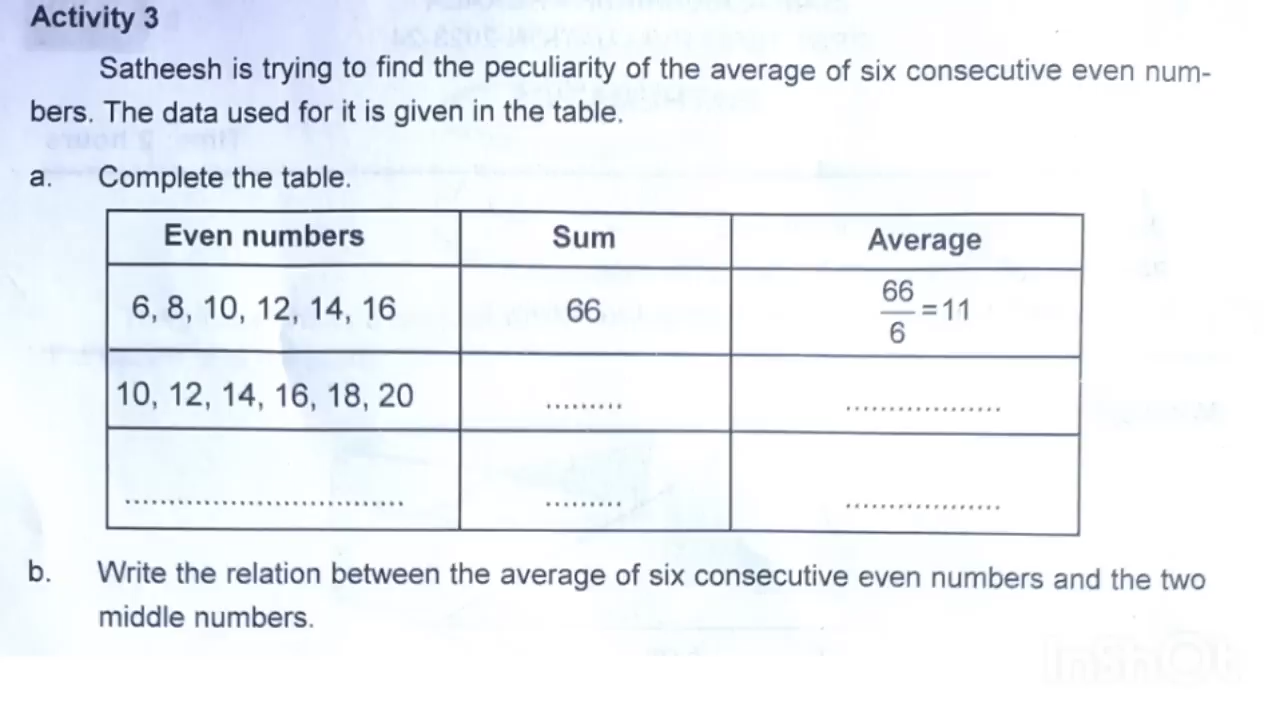 Activity 3
Satheesh is trying to find the peculiarity of the average of six consecutive even num-
bers. The data used for it is given in the table.
a. Complete the table.
Even numbers Sum Average
6, 8, 10, 12, 14, 16 66 66/6 =11
10, 12, 14, 16, 18, 20 ......... ..................
................................ ......... ..................
b. Write the relation between the average of six consecutive even numbers and the two
middle numbers.